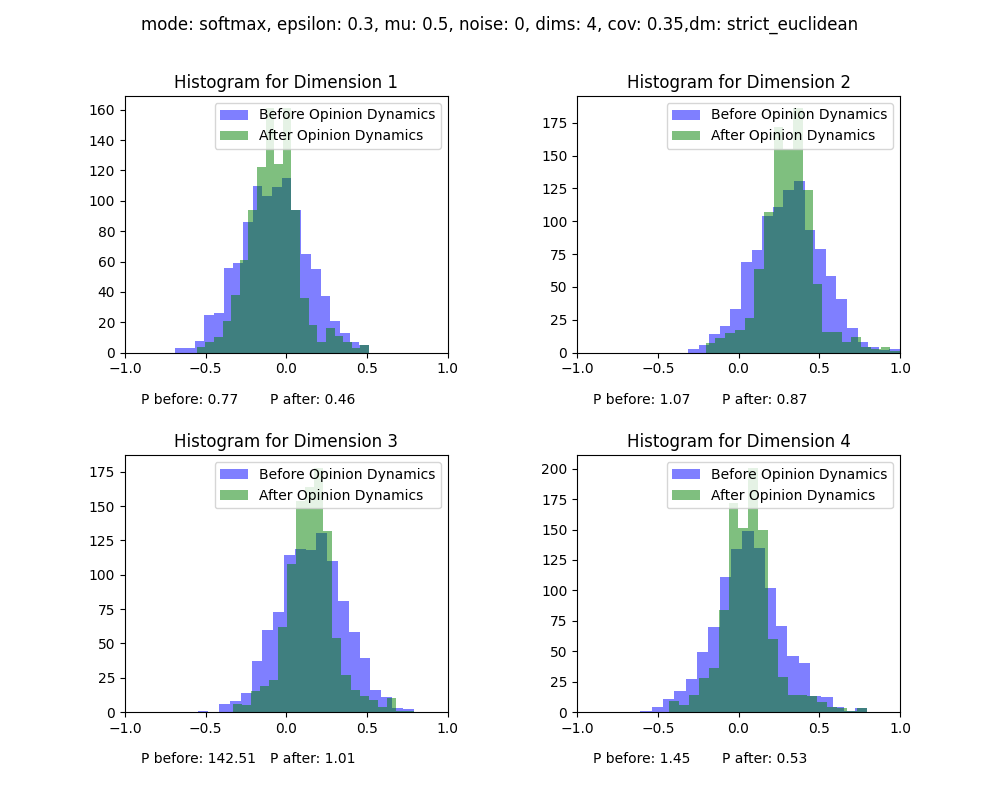 mode: softmax, epsilon: 0.3, mu: 0.5, noise: 0, dims: 4, cov: 0.35,dm: strict_euclidean
Histogram for Dimension 1
Before Opinion Dynamics
After Opinion Dynamics
160
140
120
100
80
60
40
20
0
−1.0 −0.5 0.0 0.5 1.0
P before: 0.77 P after: 0.46
Histogram for Dimension 2
Before Opinion Dynamics
After Opinion Dynamics
175
150
125
100
75
50
25
0
−1.0 −0.5 0.0 0.5 1.0
P before: 1.07 P after: 0.87
Histogram for Dimension 3
Before Opinion Dynamics
After Opinion Dynamics
175
150
125
100
75
50
25
0
−1.0 −0.5 0.0 0.5 1.0
P before: 142.51 P after: 1.01
Histogram for Dimension 4
Before Opinion Dynamics
After Opinion Dynamics
200
175
150
125
100
75
50
25
0
−1.0 −0.5 0.0 0.5 1.0
P before: 1.45 P after: 0.53